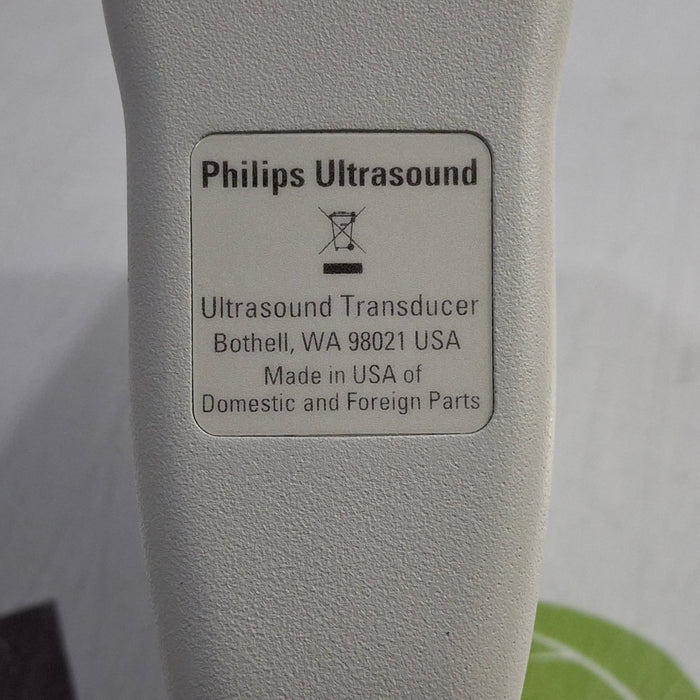 Philips Ultrasound
Ultrasound Transducer
Bothell, WA 98021 USA
Made in USA of
Domestic and Foreign Parts